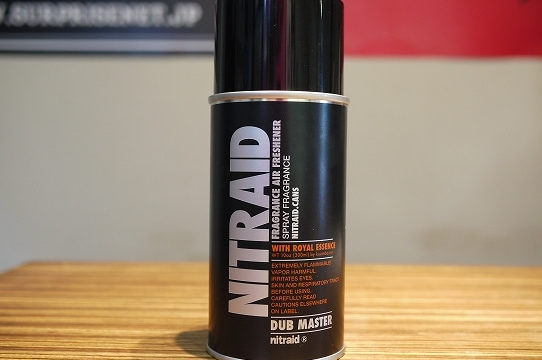 WWW.SURPRISENET.JP
NITRAID
FRAGRANCE AIR FRESHENER
SPRAY FRAGRANCE
NITRAID.CANS
WITH ROYAL ESSENCE
EXTREMELY FLAMMABLE
VAPOR HARMFUL.
IRRITATES EYES.
SKIN AND RESPIRATORY TRACT
BEFORE USING.
CAREFULLY READ
CAUTIONS ELSEWHERE
ON LABEL.
DUB MASTER
nitraid ®